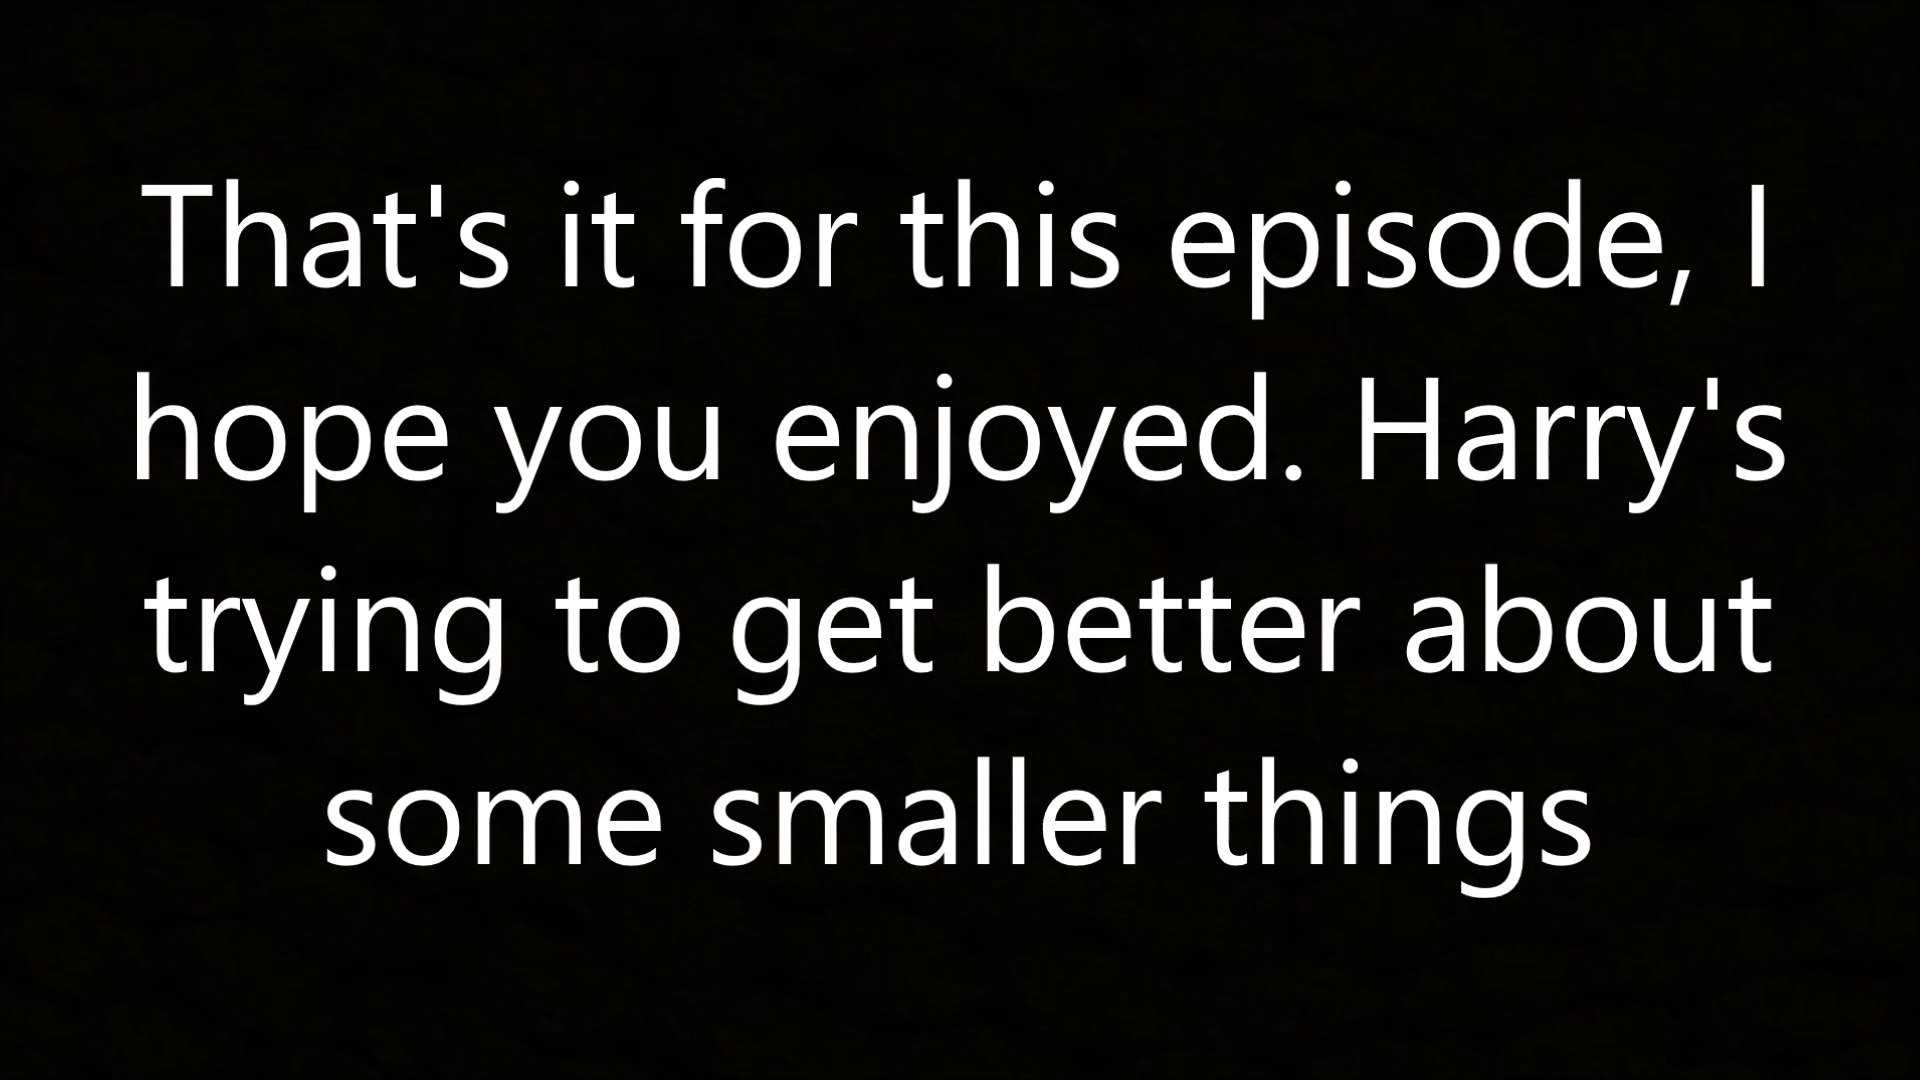 That's it for this episode, I
hope you enjoyed. Harry's
trying to get better about
some smaller things